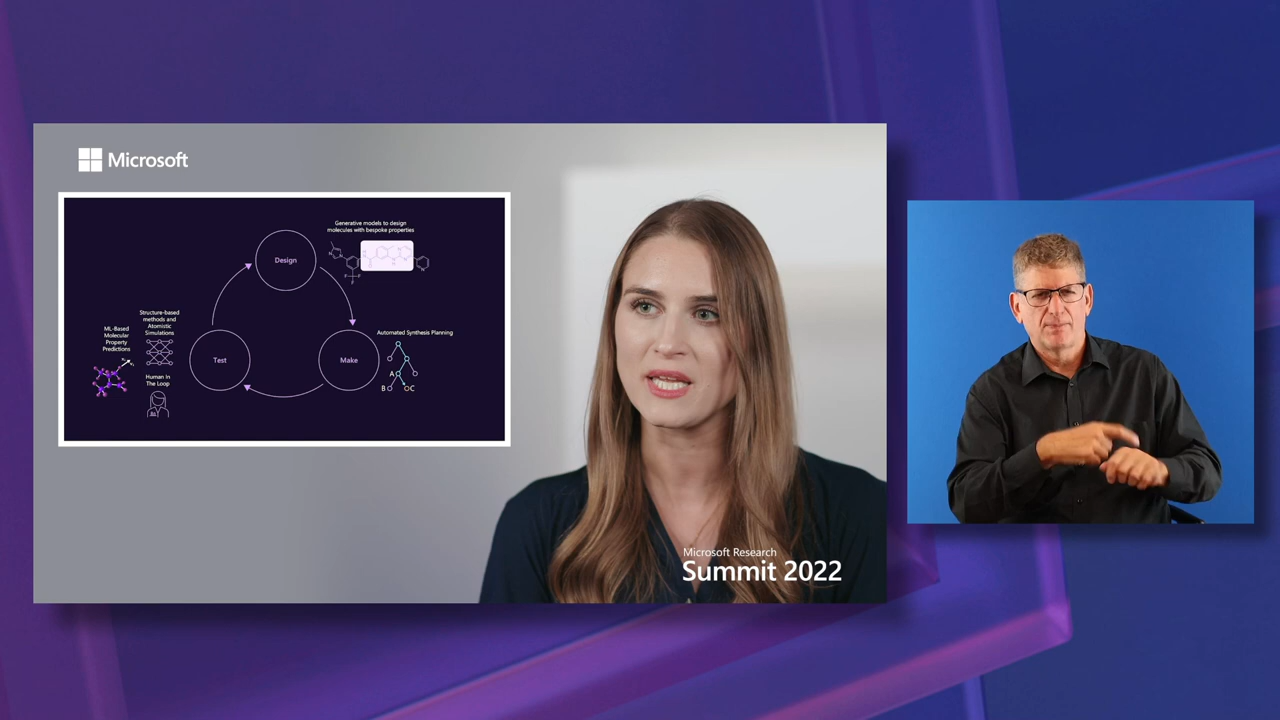 Microsoft
Generative models to design
molecules with bespoke properties
Design
Structure-based
methods and
Atomistic
Simulations
ML-Based
Molecular
Property
Predictions
Automated Synthesis Planning
Test
Make
Human In
The Loop
A
B
C
Microsoft Research
Summit 2022